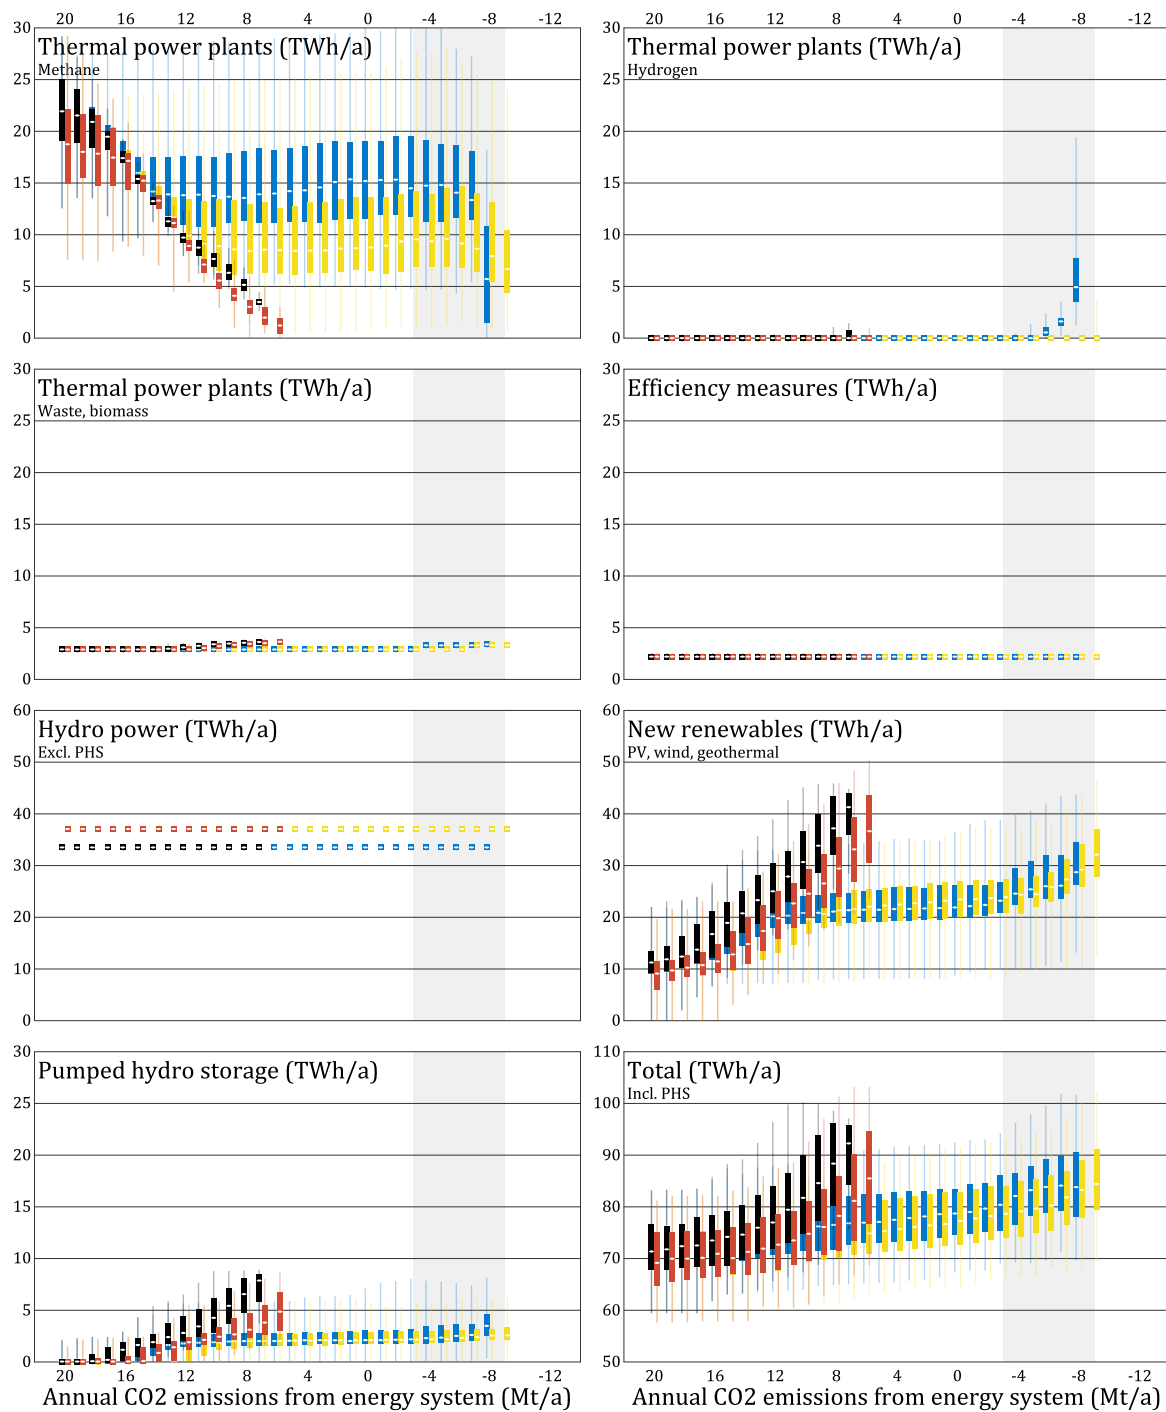 20 16 12 8 4 0 -4 -8 -12
20 16 12 8 4 0 -4 -8 -12
30
Thermal power plants (TWh/a)
Methane
25
20
15
10
5
0
30
Thermal power plants (TWh/a)
Hydrogen
25
20
15
10
5
0
30
Thermal power plants (TWh/a)
Waste, biomass
25
20
15
10
5
0
30
Efficiency measures (TWh/a)
25
20
15
10
5
0
60
Hydro power (TWh/a)
Excl. PHS
50
40
30
20
10
0
60
New renewables (TWh/a)
PV, wind, geothermal
50
40
30
20
10
0
30
Pumped hydro storage (TWh/a)
25
20
15
10
5
0
110
Total (TWh/a)
Incl. PHS
100
90
80
70
60
50
20 16 12 8 4 0 -4 -8 -12
Annual CO2 emissions from energy system (Mt/a)
20 16 12 8 4 0 -4 -8 -12
Annual CO2 emissions from energy system (Mt/a)